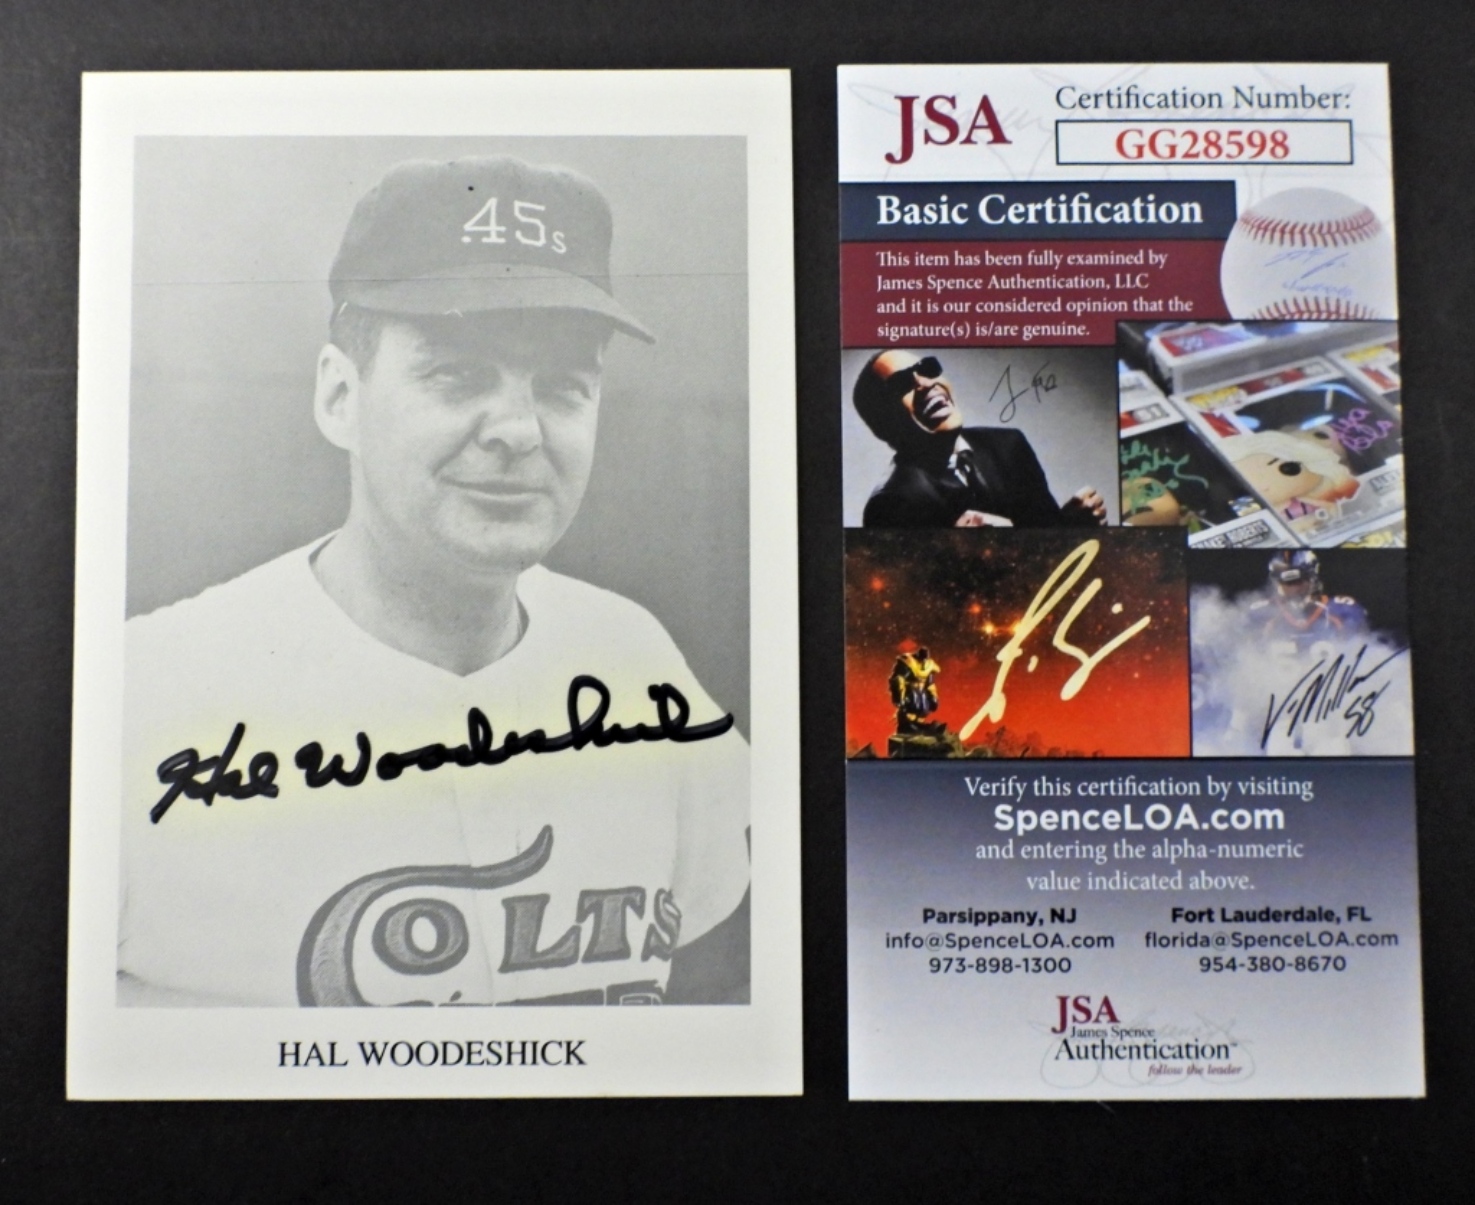 .45s
Hal Woodeshick
COLTS
HAL WOODESHICK
JSA
Certification Number:
GG28598
Basic Certification
This item has been fully examined by
James Spence Authentication, LLC
and it is our considered opinion that the
signature(s) is/are genuine.
V. Miller 58
Verify this certification by visiting
SpenceLOA.com
and entering the alpha-numeric
value indicated above.
Parsippany, NJ
info@SpenceLOA.com
973-898-1300
Fort Lauderdale, FL
florida@SpenceLOA.com
954-380-8670
JSA
James Spence
Authentication™
follow the leader